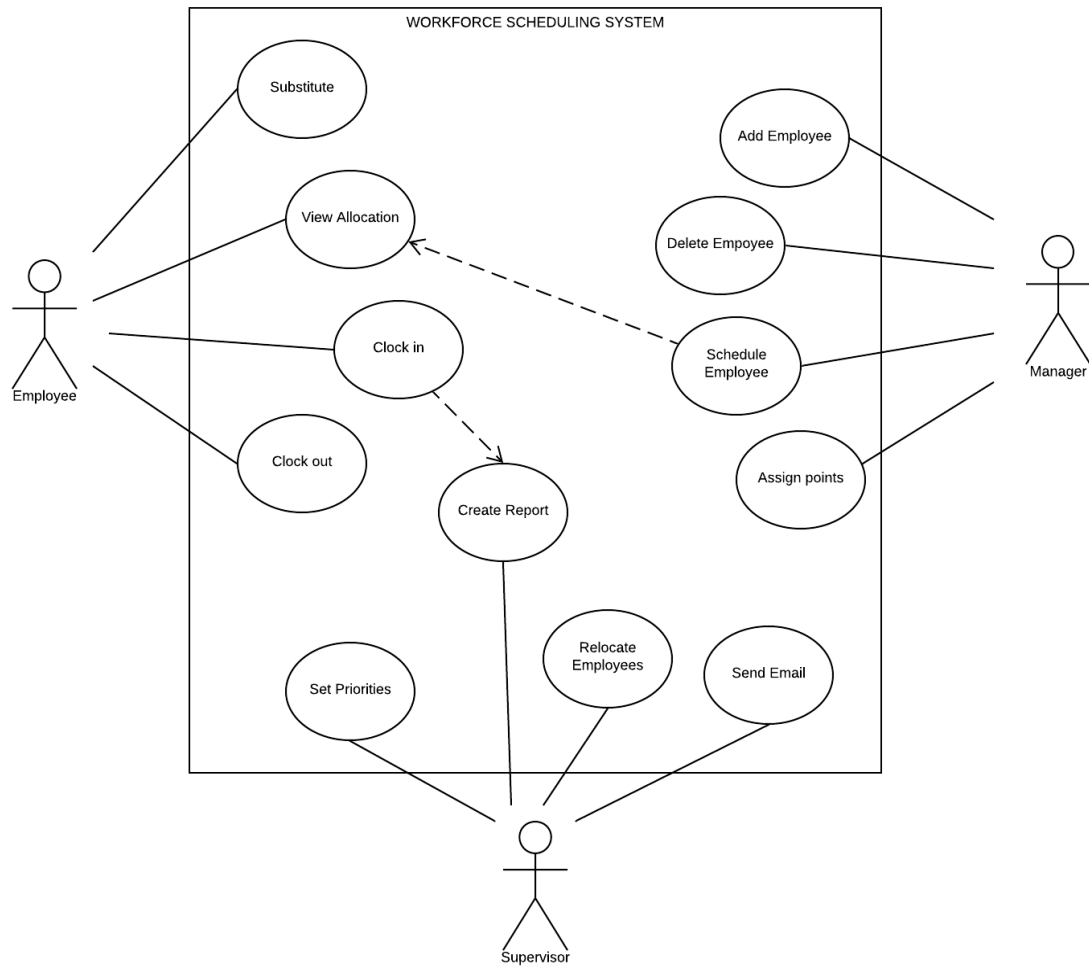 WORKFORCE SCHEDULING SYSTEM
Substitute
Add Employee
View Allocation
Delete Empoyee
Clock in
Schedule
Employee
Employee
Manager
Clock out
Assign points
Create Report
Relocate
Employees
Set Priorities
Send Email
Supervisor